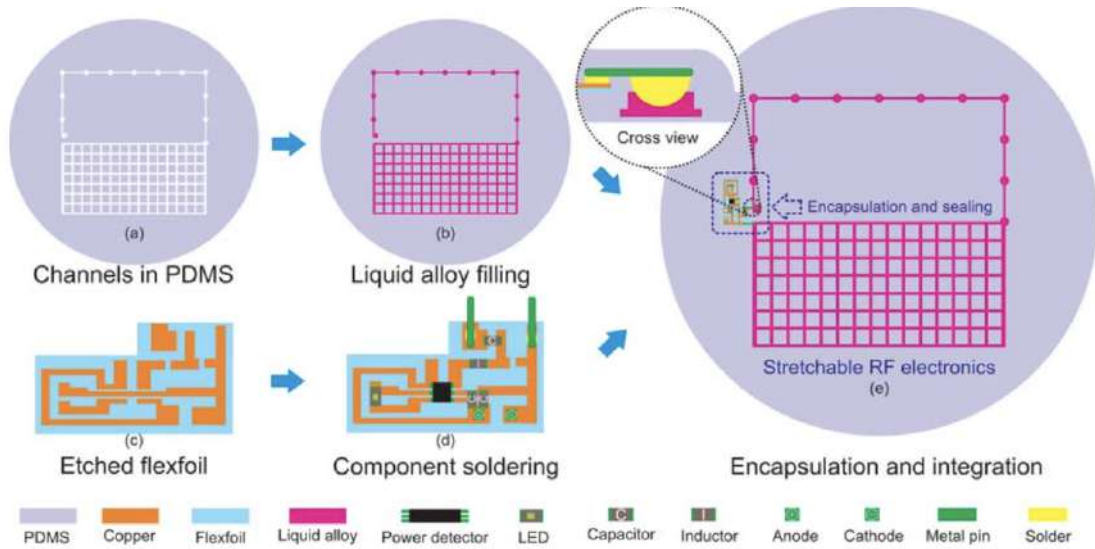 Cross view
Encapsulation and sealing
(a)
(b)
Channels in PDMS
Liquid alloy filling
Stretchable RF electronics
(e)
(c)
(d)
Etched flexfoil
Component soldering
Encapsulation and integration
C
I
PDMS
Copper
Flexfoil
Liquid alloy
Power detector
LED
Capacitor
Inductor
Anode
Cathode
Metal pin
Solder